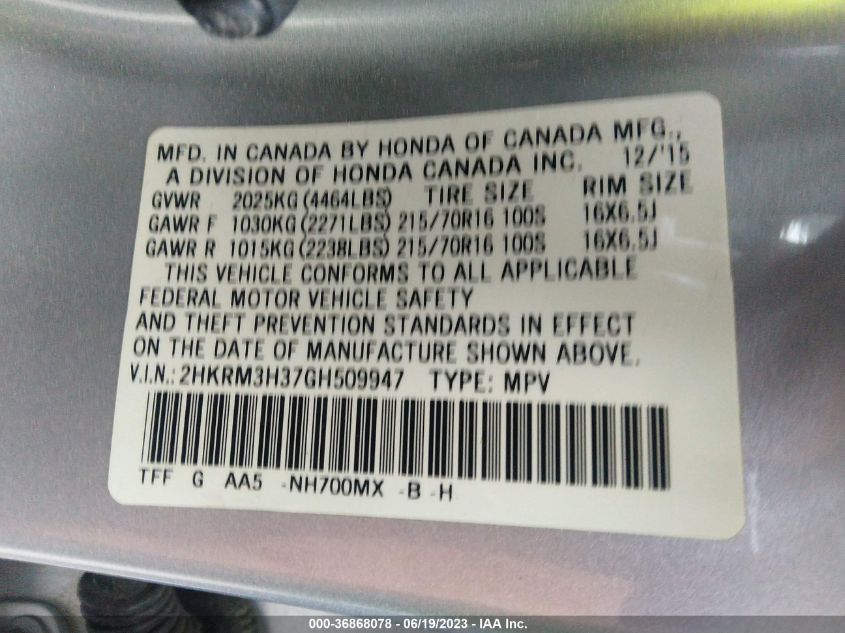 MFD. IN CANADA BY HONDA OF CANADA MFG.,
A DIVISION OF HONDA CANADA INC. 12/'15
GVWR 2025KG (4464LBS) TIRE SIZE RIM SIZE
GAWR F 1030KG (2271LBS) 215/70R16 100S 16X6.5J
GAWR R 1015KG (2238LBS) 215/70R16 100S 16X6.5J
THIS VEHICLE CONFORMS TO ALL APPLICABLE
FEDERAL MOTOR VEHICLE SAFETY
AND THEFT PREVENTION STANDARDS IN EFFECT
ON THE DATE OF MANUFACTURE SHOWN ABOVE.
V.I.N.: 2HKRM3H37GH509947 TYPE: MPV
TFF G AA5 -NH700MX -B -H
000-36868078 - 06/19/2023 - IAA Inc.